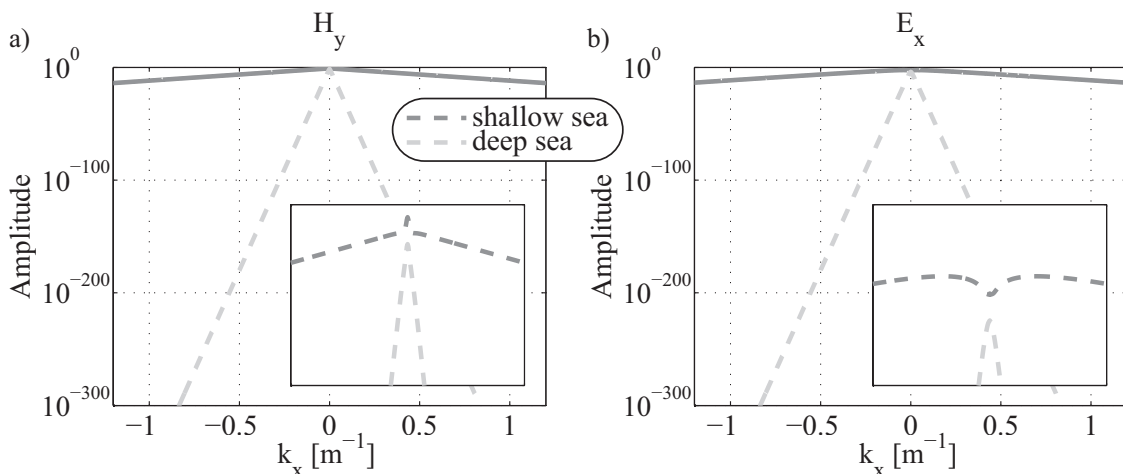 a)
H_y
10^0
10^−100
10^−200
10^−300
Amplitude
−1 −0.5 0 0.5 1
k_x [m^−1]
shallow sea
deep sea
b)
E_x
10^0
10^−100
10^−200
10^−300
Amplitude
−1 −0.5 0 0.5 1
k_x [m^−1]